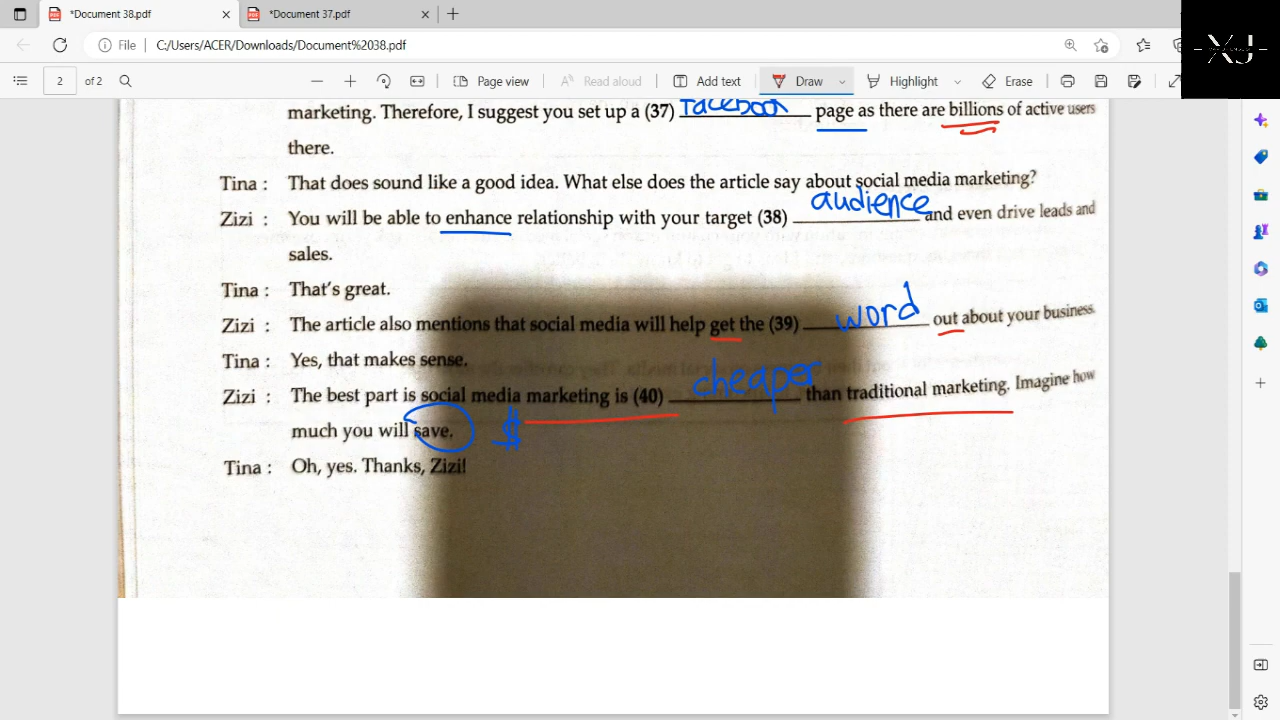 *Document 38.pdf
*Document 37.pdf
File
C:/Users/ACER/Downloads/Document%2038.pdf
2
of 2
Page view
Read aloud
Add text
Draw
Highlight
Erase
XJ
marketing. Therefore, I suggest you set up a (37) facebook page as there are billions of active users
there.
Tina : That does sound like a good idea. What else does the article say about social media marketing?
Zizi : You will be able to enhance relationship with your target (38) audience and even drive leads and
sales.
Tina : That's great.
Zizi : The article also mentions that social media will help get the (39) word out about your business.
Tina : Yes, that makes sense.
Zizi : The best part is social media marketing is (40) cheaper than traditional marketing. Imagine how
much you will save. $
Tina : Oh, yes. Thanks, Zizi!